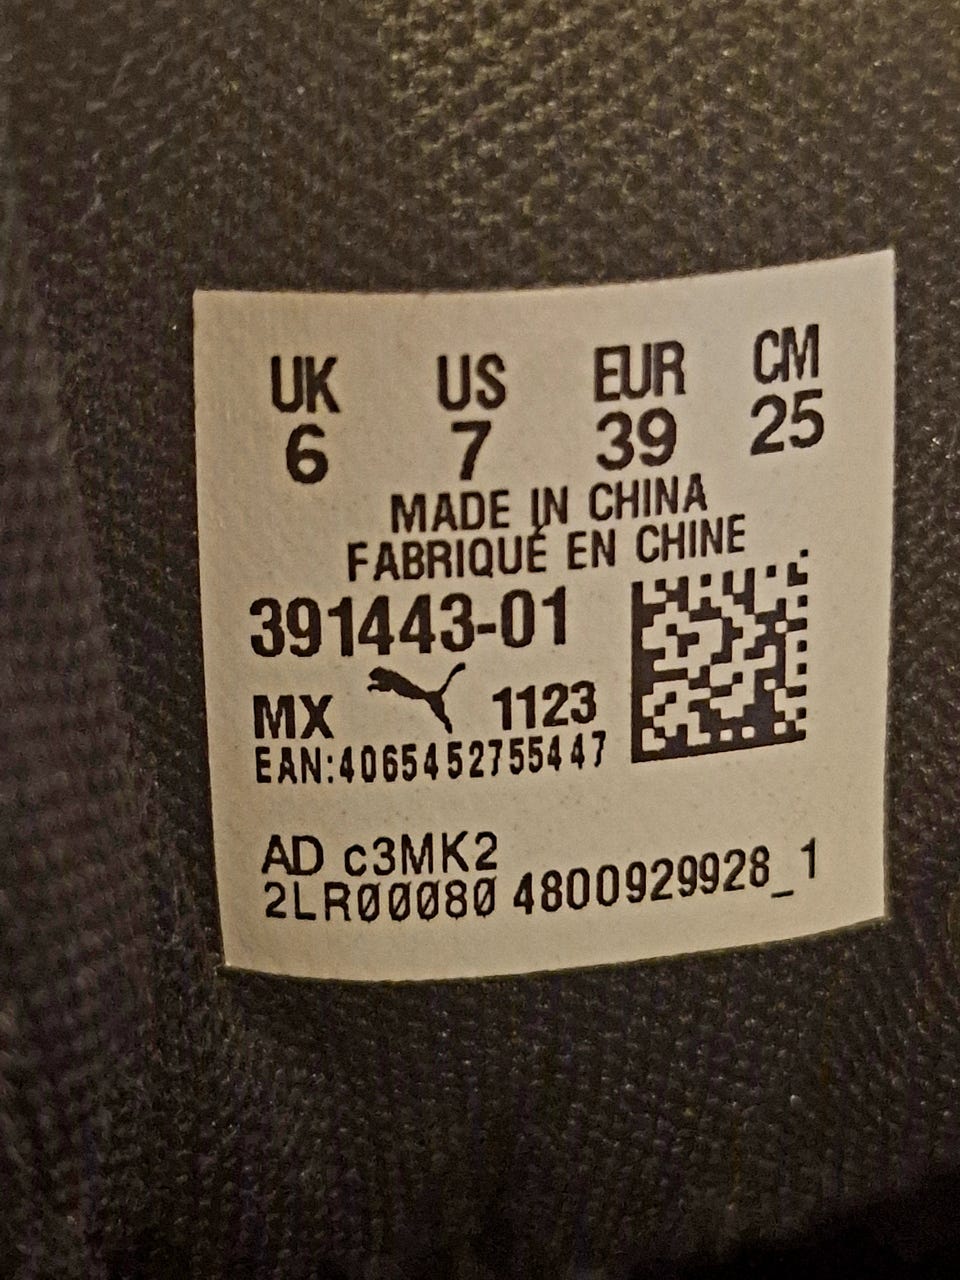 UK US EUR CM
6 7 39 25
MADE IN CHINA
FABRIQUÉ EN CHINE
391443-01
MX 1123
EAN:4065452755447
AD c3MK2
2LR00080 4800929928_1